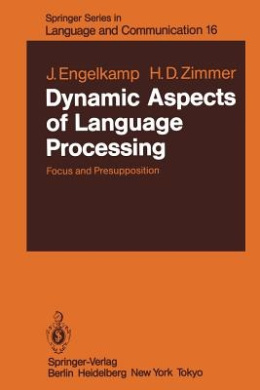 Springer Series in
Language and Communication 16
J. Engelkamp H. D. Zimmer
Dynamic Aspects
of Language
Processing
Focus and Presupposition
Springer-Verlag
Berlin Heidelberg New York Tokyo